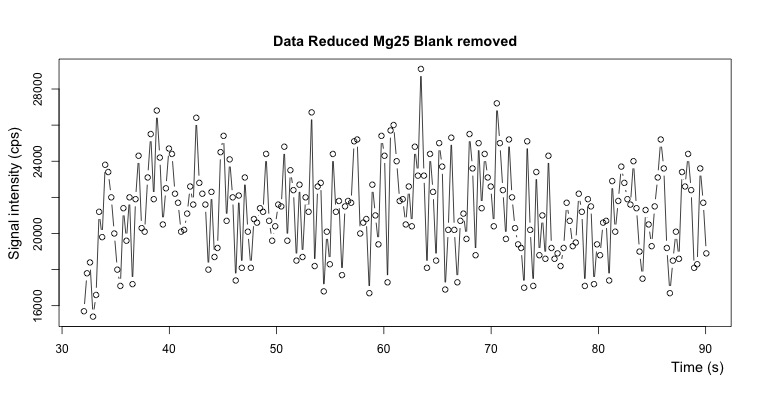 Data Reduced Mg25 Blank removed
Signal intensity (cps)
28000
24000
20000
16000
30 40 50 60 70 80 90
Time (s)